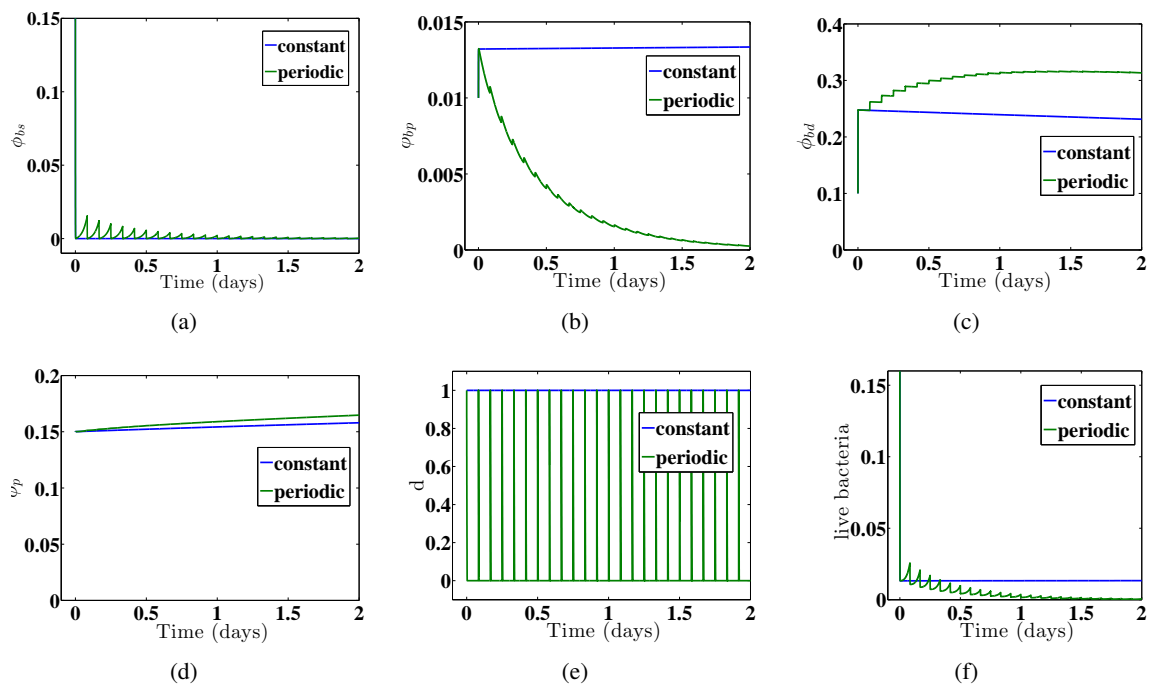 0.15
0.1
0.05
0
0 0.5 1 1.5 2
Time (days)
ϕbs
constant
periodic
(a)
0.015
0.01
0.005
0
0 0.5 1 1.5 2
Time (days)
φbp
constant
periodic
(b)
0.4
0.3
0.2
0.1
0 0.5 1 1.5 2
Time (days)
ϕbd
constant
periodic
(c)
0.2
0.15
0.1
0.05
0
0 0.5 1 1.5 2
Time (days)
φp
constant
periodic
(d)
1
0.8
0.6
0.4
0.2
0
0 0.5 1 1.5 2
Time (days)
d
constant
periodic
(e)
0.15
0.1
0.05
0
0 0.5 1 1.5 2
Time (days)
live bacteria
constant
periodic
(f)